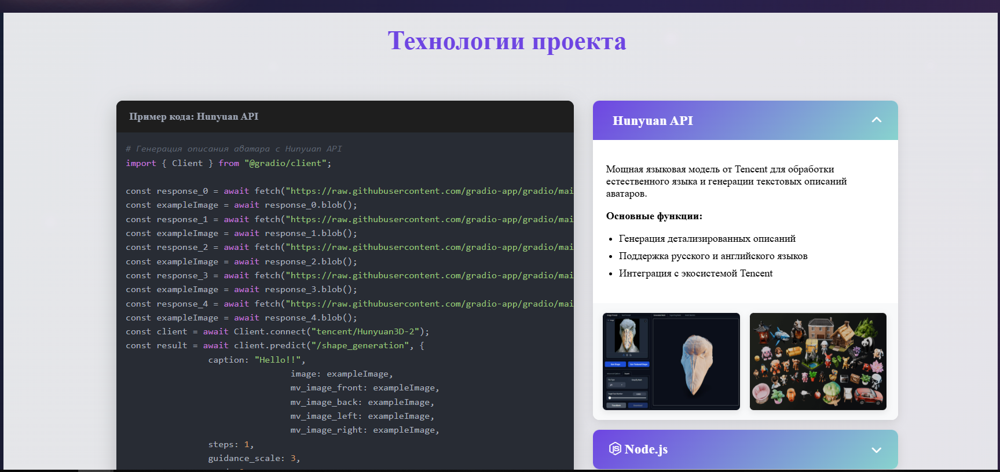 Технологии проекта
Пример кода: Hunyuan API
# Генерация описания аватара с Hunyuan API
import { Client } from "@gradio/client";
const response_0 = await fetch("https://raw.githubusercontent.com/gradio-app/gradio/mai
const exampleImage = await response_0.blob();
const response_1 = await fetch("https://raw.githubusercontent.com/gradio-app/gradio/mai
const exampleImage = await response_1.blob();
const response_2 = await fetch("https://raw.githubusercontent.com/gradio-app/gradio/mai
const exampleImage = await response_2.blob();
const response_3 = await fetch("https://raw.githubusercontent.com/gradio-app/gradio/mai
const exampleImage = await response_3.blob();
const response_4 = await fetch("https://raw.githubusercontent.com/gradio-app/gradio/mai
const exampleImage = await response_4.blob();
const client = await Client.connect("tencent/Hunyuan3D-2");
const result = await client.predict("/shape_generation", {
caption: "Hello!!",
image: exampleImage,
mv_image_front: exampleImage,
mv_image_back: exampleImage,
mv_image_left: exampleImage,
mv_image_right: exampleImage,
steps: 1,
guidance_scale: 3,
Hunyuan API
Мощная языковая модель от Tencent для обработки
естественного языка и генерации текстовых описаний
аватаров.
Основные функции:
• Генерация детализированных описаний
• Поддержка русского и английского языков
• Интеграция с экосистемой Tencent
JS Node.js